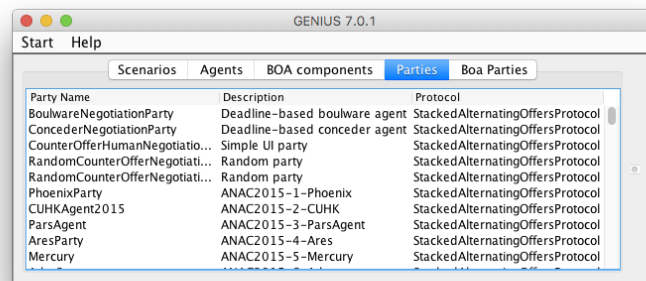 GENIUS 7.0.1
Start Help
Scenarios Agents BOA components Parties Boa Parties
Party Name Description Protocol
BoulwareNegotiationParty Deadline-based boulware agent StackedAlternatingOffersProtocol
ConcederNegotiationParty Deadline-based conceder agent StackedAlternatingOffersProtocol
CounterOfferHumanNegotiatio... Simple UI party StackedAlternatingOffersProtocol
RandomCounterOfferNegotiati... Random party StackedAlternatingOffersProtocol
RandomCounterOfferNegotiati... Random party StackedAlternatingOffersProtocol
PhoenixParty ANAC2015-1-Phoenix StackedAlternatingOffersProtocol
CUHKAgent2015 ANAC2015-2-CUHK StackedAlternatingOffersProtocol
ParsAgent ANAC2015-3-ParsAgent StackedAlternatingOffersProtocol
AresParty ANAC2015-4-Ares StackedAlternatingOffersProtocol
Mercury ANAC2015-5-Mercury StackedAlternatingOffersProtocol